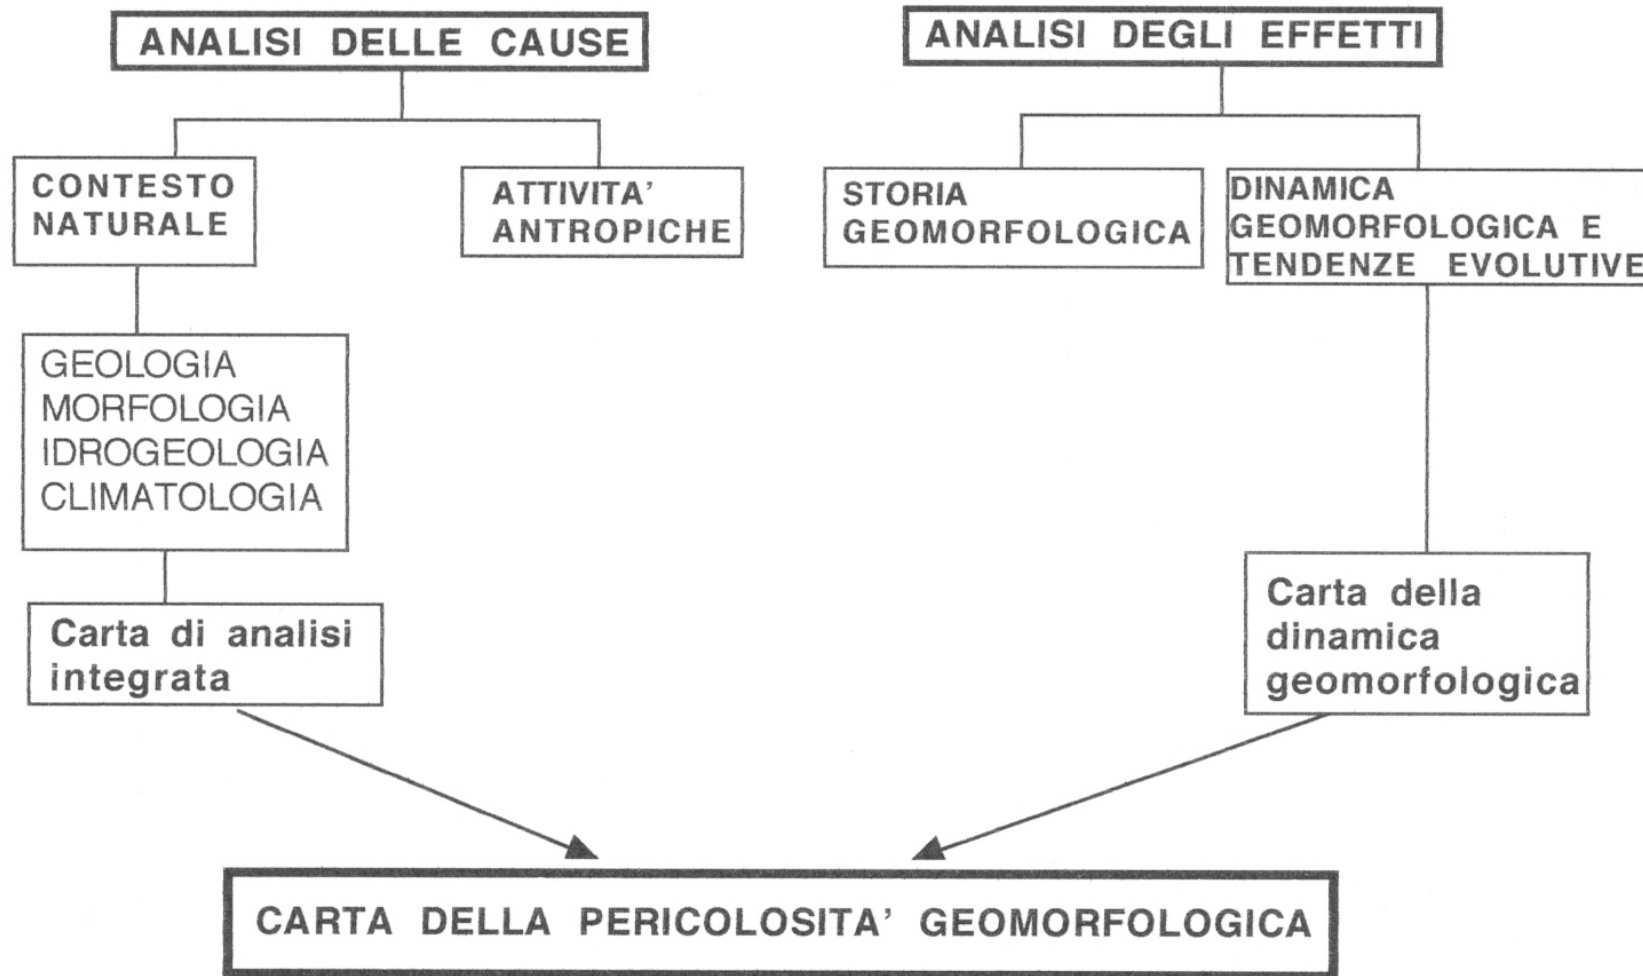 ANALISI DELLE CAUSE
ANALISI DEGLI EFFETTI
CONTESTO
NATURALE
ATTIVITA'
ANTROPICHE
STORIA
GEOMORFOLOGICA
DINAMICA
GEOMORFOLOGICA E
TENDENZE EVOLUTIVE
GEOLOGIA
MORFOLOGIA
IDROGEOLOGIA
CLIMATOLOGIA
Carta di analisi
integrata
Carta della
dinamica
geomorfologica
CARTA DELLA PERICOLOSITA' GEOMORFOLOGICA